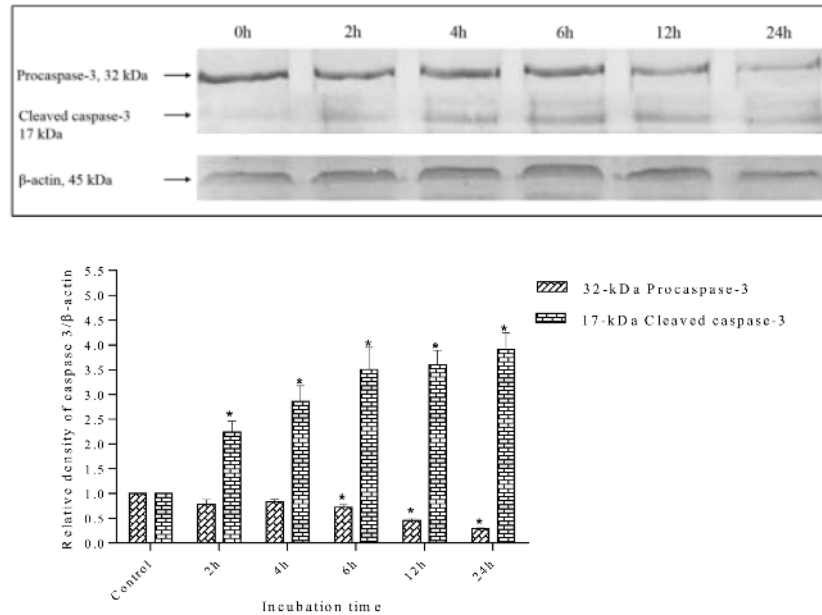 0h 2h 4h 6h 12h 24h
Procaspase-3, 32 kDa
Cleaved caspase-3
17 kDa
β-actin, 45 kDa
Relative density of caspase 3/β-actin
5.5
5.0
4.5
4.0
3.5
3.0
2.5
2.0
1.5
1.0
0.5
0.0
* * * * * * * *
Control 2h 4h 6h 12h 24h
Incubation time
32-kDa Procaspase-3
17-kDa Cleaved caspase-3